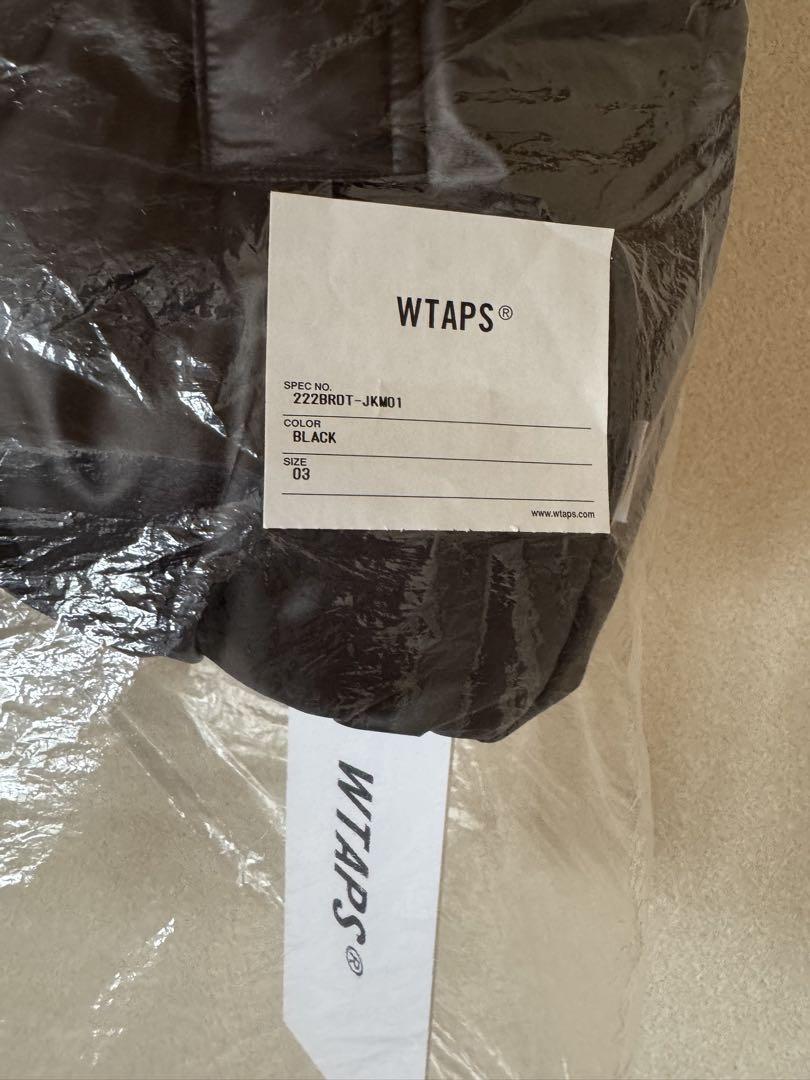 WTAPS®
SPEC NO.
222BRDT-JKM01
COLOR
BLACK
SIZE
03
www.wtaps.com
WTAPS®